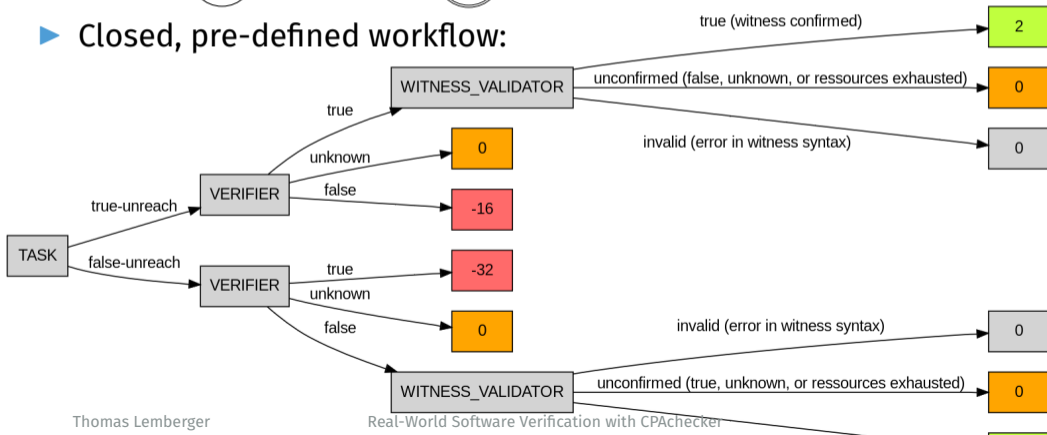 Closed, pre-defined workflow:
true (witness confirmed)
2
WITNESS_VALIDATOR
unconfirmed (false, unknown, or ressources exhausted)
0
true
invalid (error in witness syntax)
0
unknown
0
VERIFIER
false
-16
true-unreach
TASK
false-unreach
VERIFIER
true
-32
unknown
0
false
invalid (error in witness syntax)
0
WITNESS_VALIDATOR
unconfirmed (true, unknown, or ressources exhausted)
0
Thomas Lemberger
Real-World Software Verification with CPAchecker